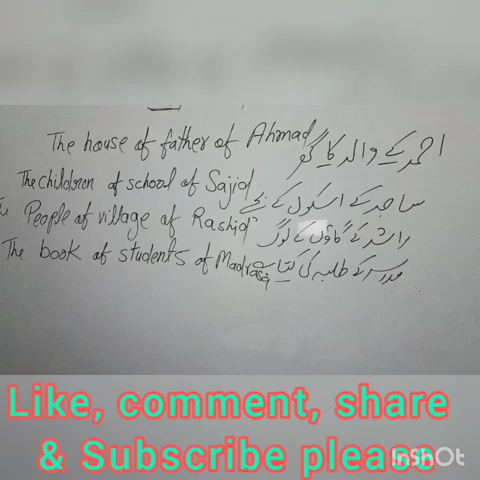 The house of father of Ahmad احمد کے والد کا گھر
The children of school of Sajid ساجد کے اسکول کے بچے
The People of village of Rashid راشد کے گاؤں کے لوگ
The book of students of Madrasa مدرسہ کے طلبہ کی کتاب
Like, comment, share
& Subscribe please
InShOt